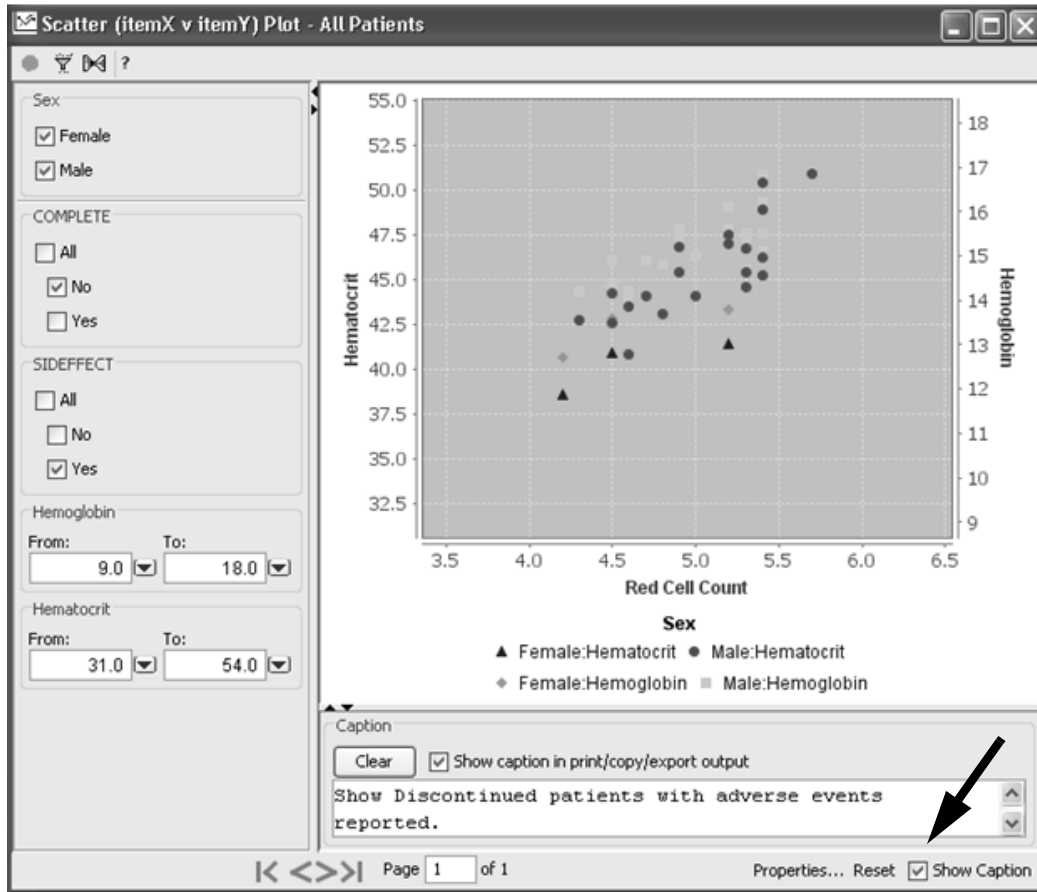 Scatter (itemX v itemY) Plot - All Patients
?
Sex
Female
Male
COMPLETE
All
No
Yes
SIDEFFECT
All
No
Yes
Hemoglobin
From: To:
9.0 18.0
Hematocrit
From: To:
31.0 54.0
55.0
52.5
50.0
47.5
45.0
42.5
40.0
37.5
35.0
32.5
Hematocrit
18
17
16
15
14
13
12
11
10
9
Hemoglobin
3.5 4.0 4.5 5.0 5.5 6.0 6.5
Red Cell Count
Sex
Female:Hematocrit Male:Hematocrit
Female:Hemoglobin Male:Hemoglobin
Caption
Clear Show caption in print/copy/export output
Show Discontinued patients with adverse events
reported.
Page 1 of 1 Properties... Reset Show Caption